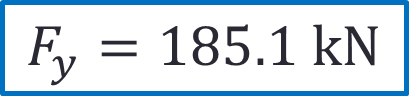 F_y = 185.1 kN